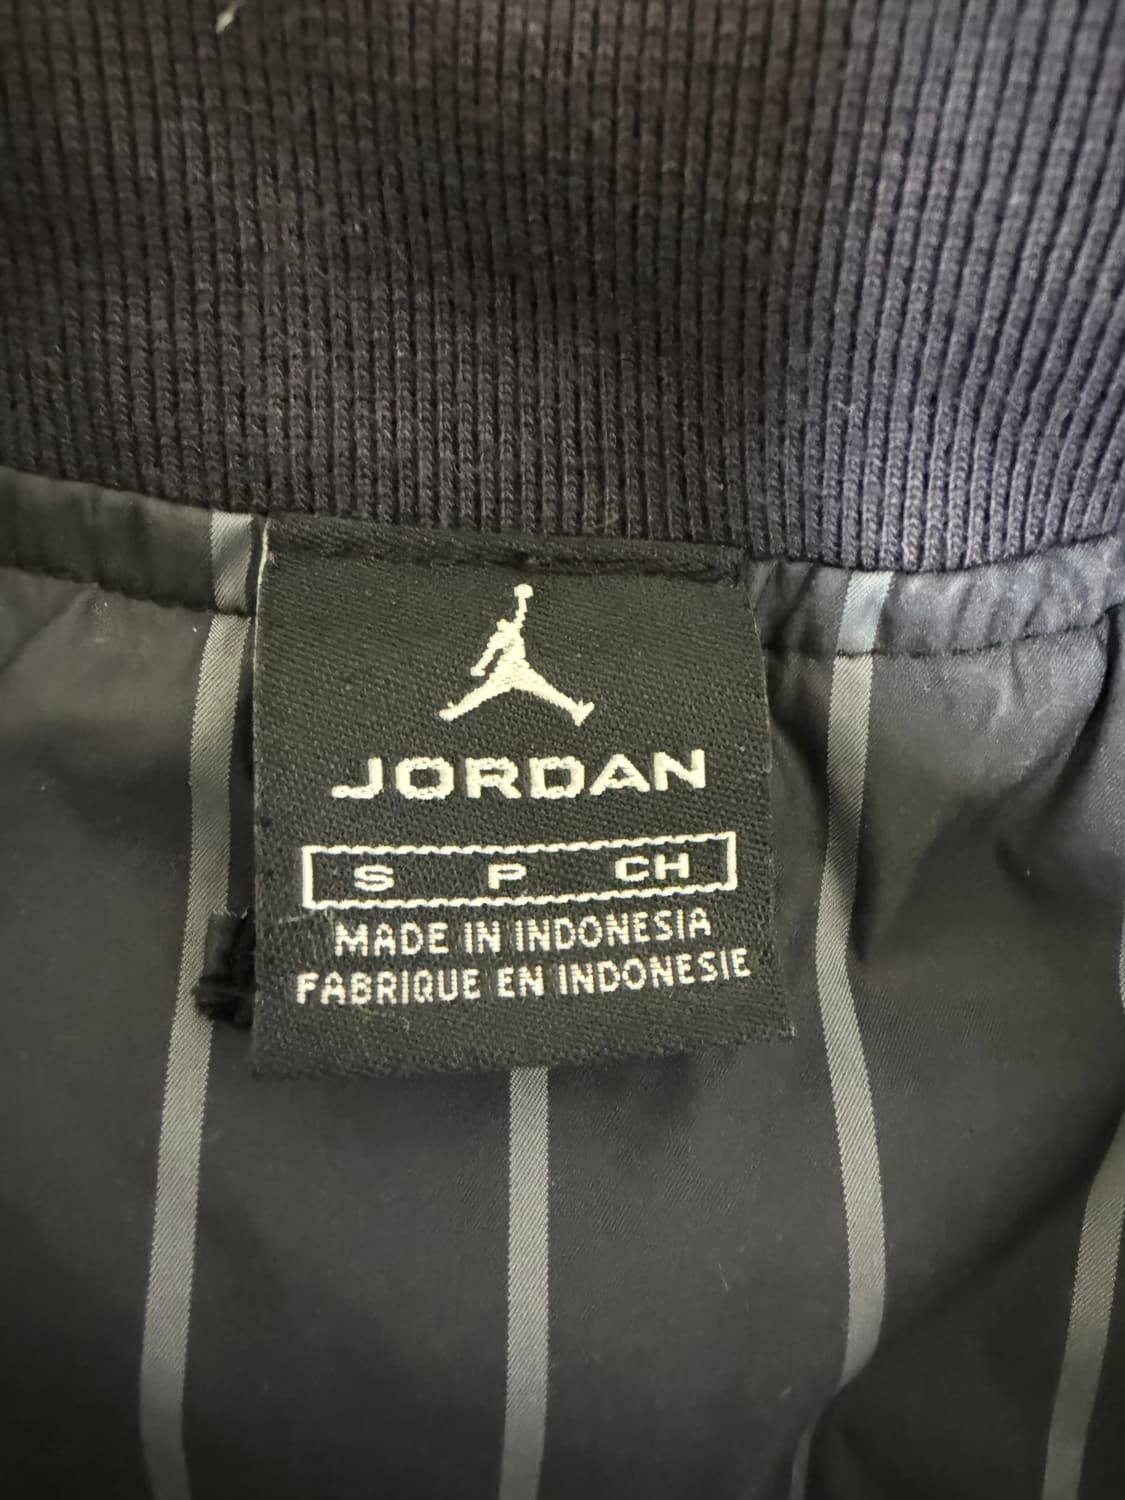 JORDAN
S P CH
MADE IN INDONESIA
FABRIQUE EN INDONESIE